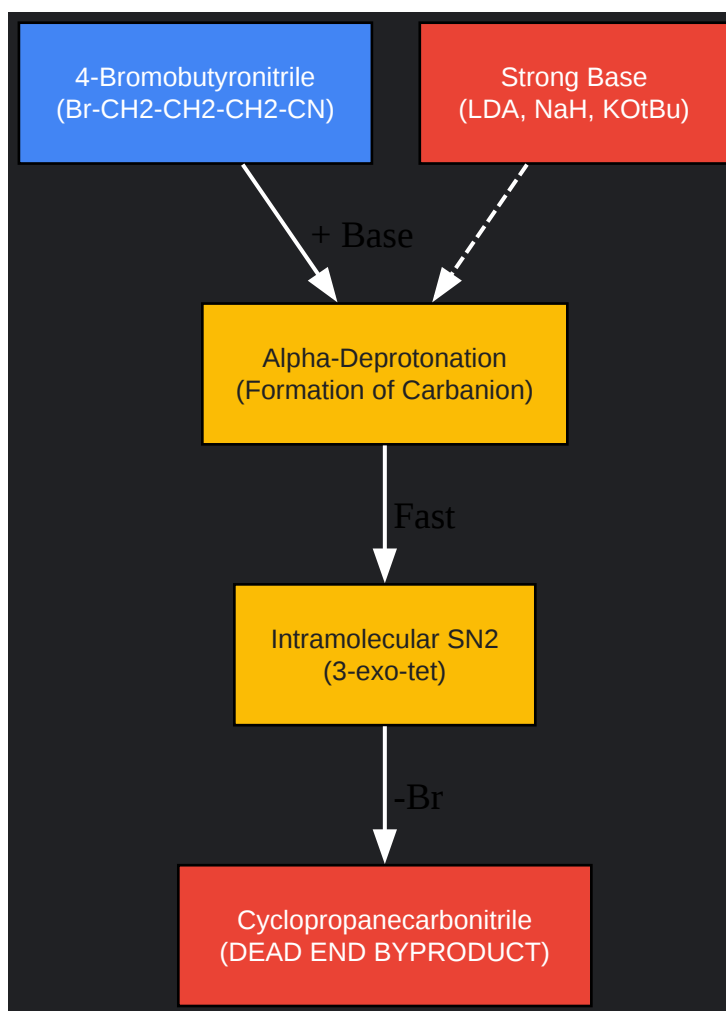 4-Bromobutyronitrile
(Br-CH2-CH2-CH2-CN)
Strong Base
(LDA, NaH, KOtBu)
+ Base
Alpha-Deprotonation
(Formation of Carbanion)
Fast
Intramolecular SN2
(3-exo-tet)
-Br
Cyclopropanecarbonitrile
(DEAD END BYPRODUCT)